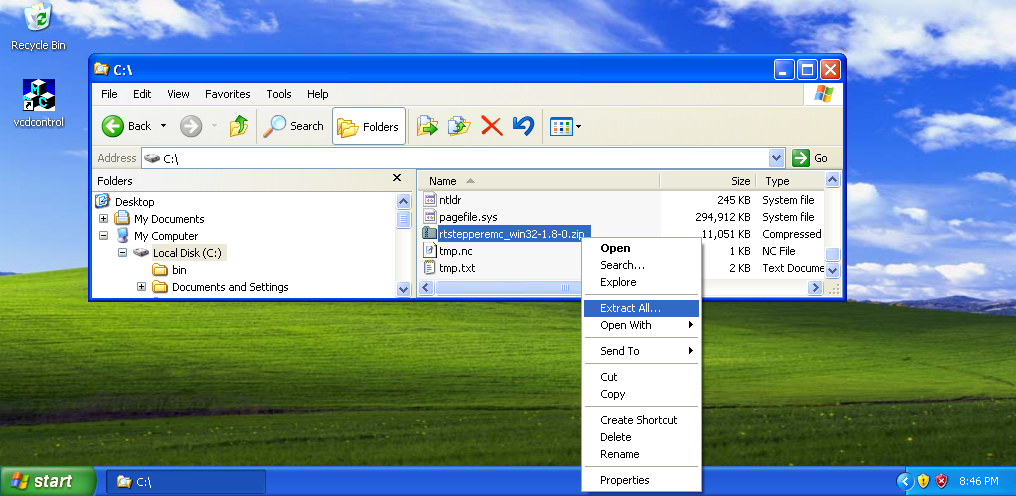 Recycle Bin
vcdcontrol
C:\
File Edit View Favorites Tools Help
Back Search Folders
Address C:\ Go
Folders
Name Size Type
Desktop
My Documents
My Computer
Local Disk (C:)
bin
Documents and Settings
ntldr 245 KB System file
pagefile.sys 294,912 KB System file
rtstepperemc_win32-1.8-0.zip 11,051 KB Compressed
tmp.nc 1 KB NC File
tmp.txt 2 KB Text Docume
Open
Search...
Explore
Extract All...
Open With
Send To
Cut
Copy
Create Shortcut
Delete
Rename
Properties
start C:\ 8:46 PM